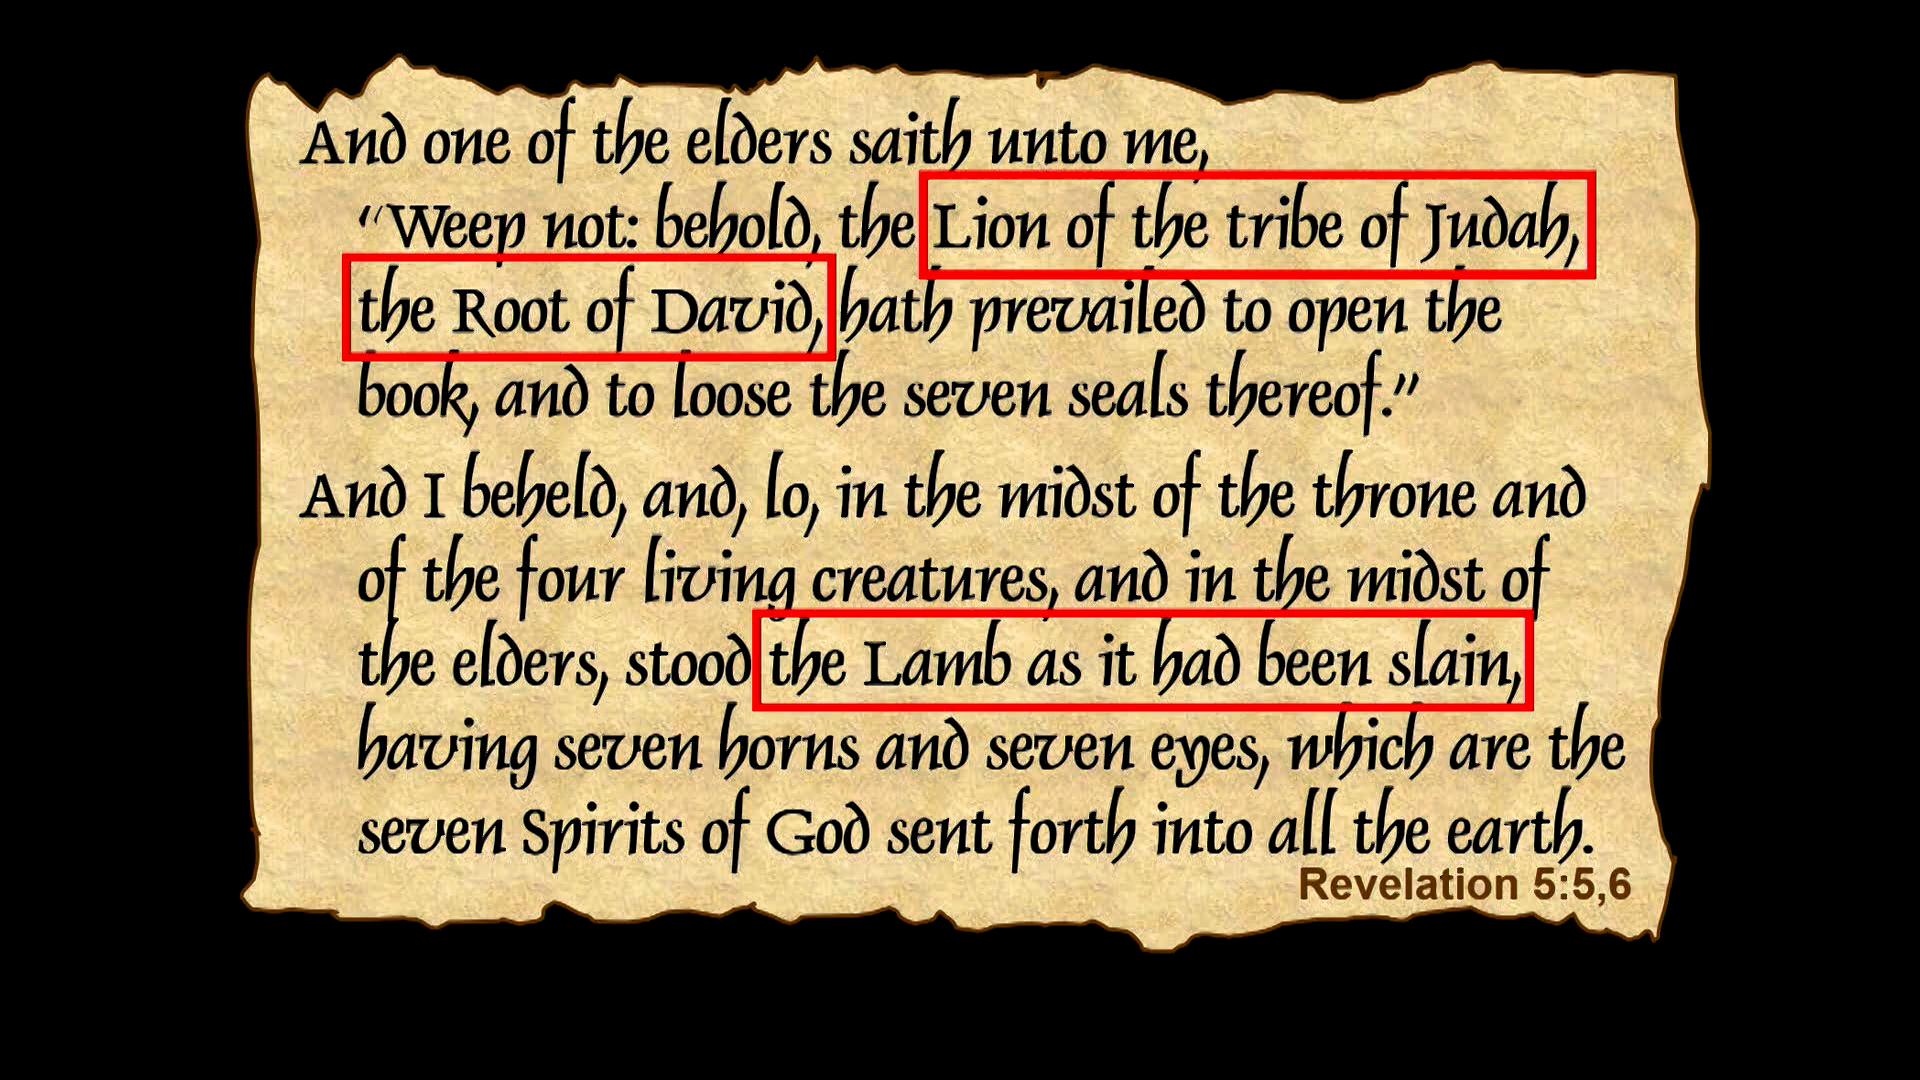 And one of the elders saith unto me,
“Weep not: behold, the Lion of the tribe of Judah,
the Root of David, hath prevailed to open the
book, and to loose the seven seals thereof.”
And I beheld, and, lo, in the midst of the throne and
of the four living creatures, and in the midst of
the elders, stood the Lamb as it had been slain,
having seven horns and seven eyes, which are the
seven Spirits of God sent forth into all the earth.
Revelation 5:5,6